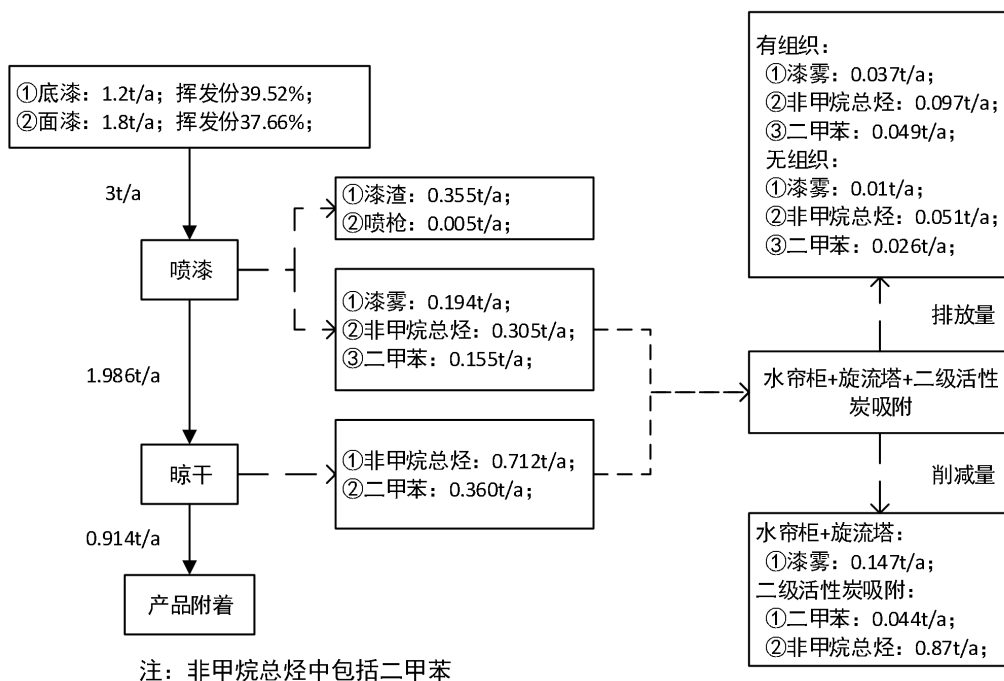 ①底漆：1.2t/a；挥发份39.52%；
②面漆：1.8t/a；挥发份37.66%；
3t/a
喷漆
①漆渣：0.355t/a；
②喷枪：0.005t/a；
①漆雾：0.194t/a；
②非甲烷总烃：0.305t/a；
③二甲苯：0.155t/a；
1.986t/a
晾干
①非甲烷总烃：0.712t/a；
②二甲苯：0.360t/a；
0.914t/a
产品附着
有组织：
①漆雾：0.037t/a；
②非甲烷总烃：0.097t/a；
③二甲苯：0.049t/a；
无组织：
①漆雾：0.01t/a；
②非甲烷总烃：0.051t/a；
③二甲苯：0.026t/a；
排放量
水帘柜+旋流塔+二级活性
炭吸附
削减量
水帘柜+旋流塔：
①漆雾：0.147t/a；
二级活性炭吸附：
①二甲苯：0.044t/a；
②非甲烷总烃：0.87t/a；
注：非甲烷总烃中包括二甲苯